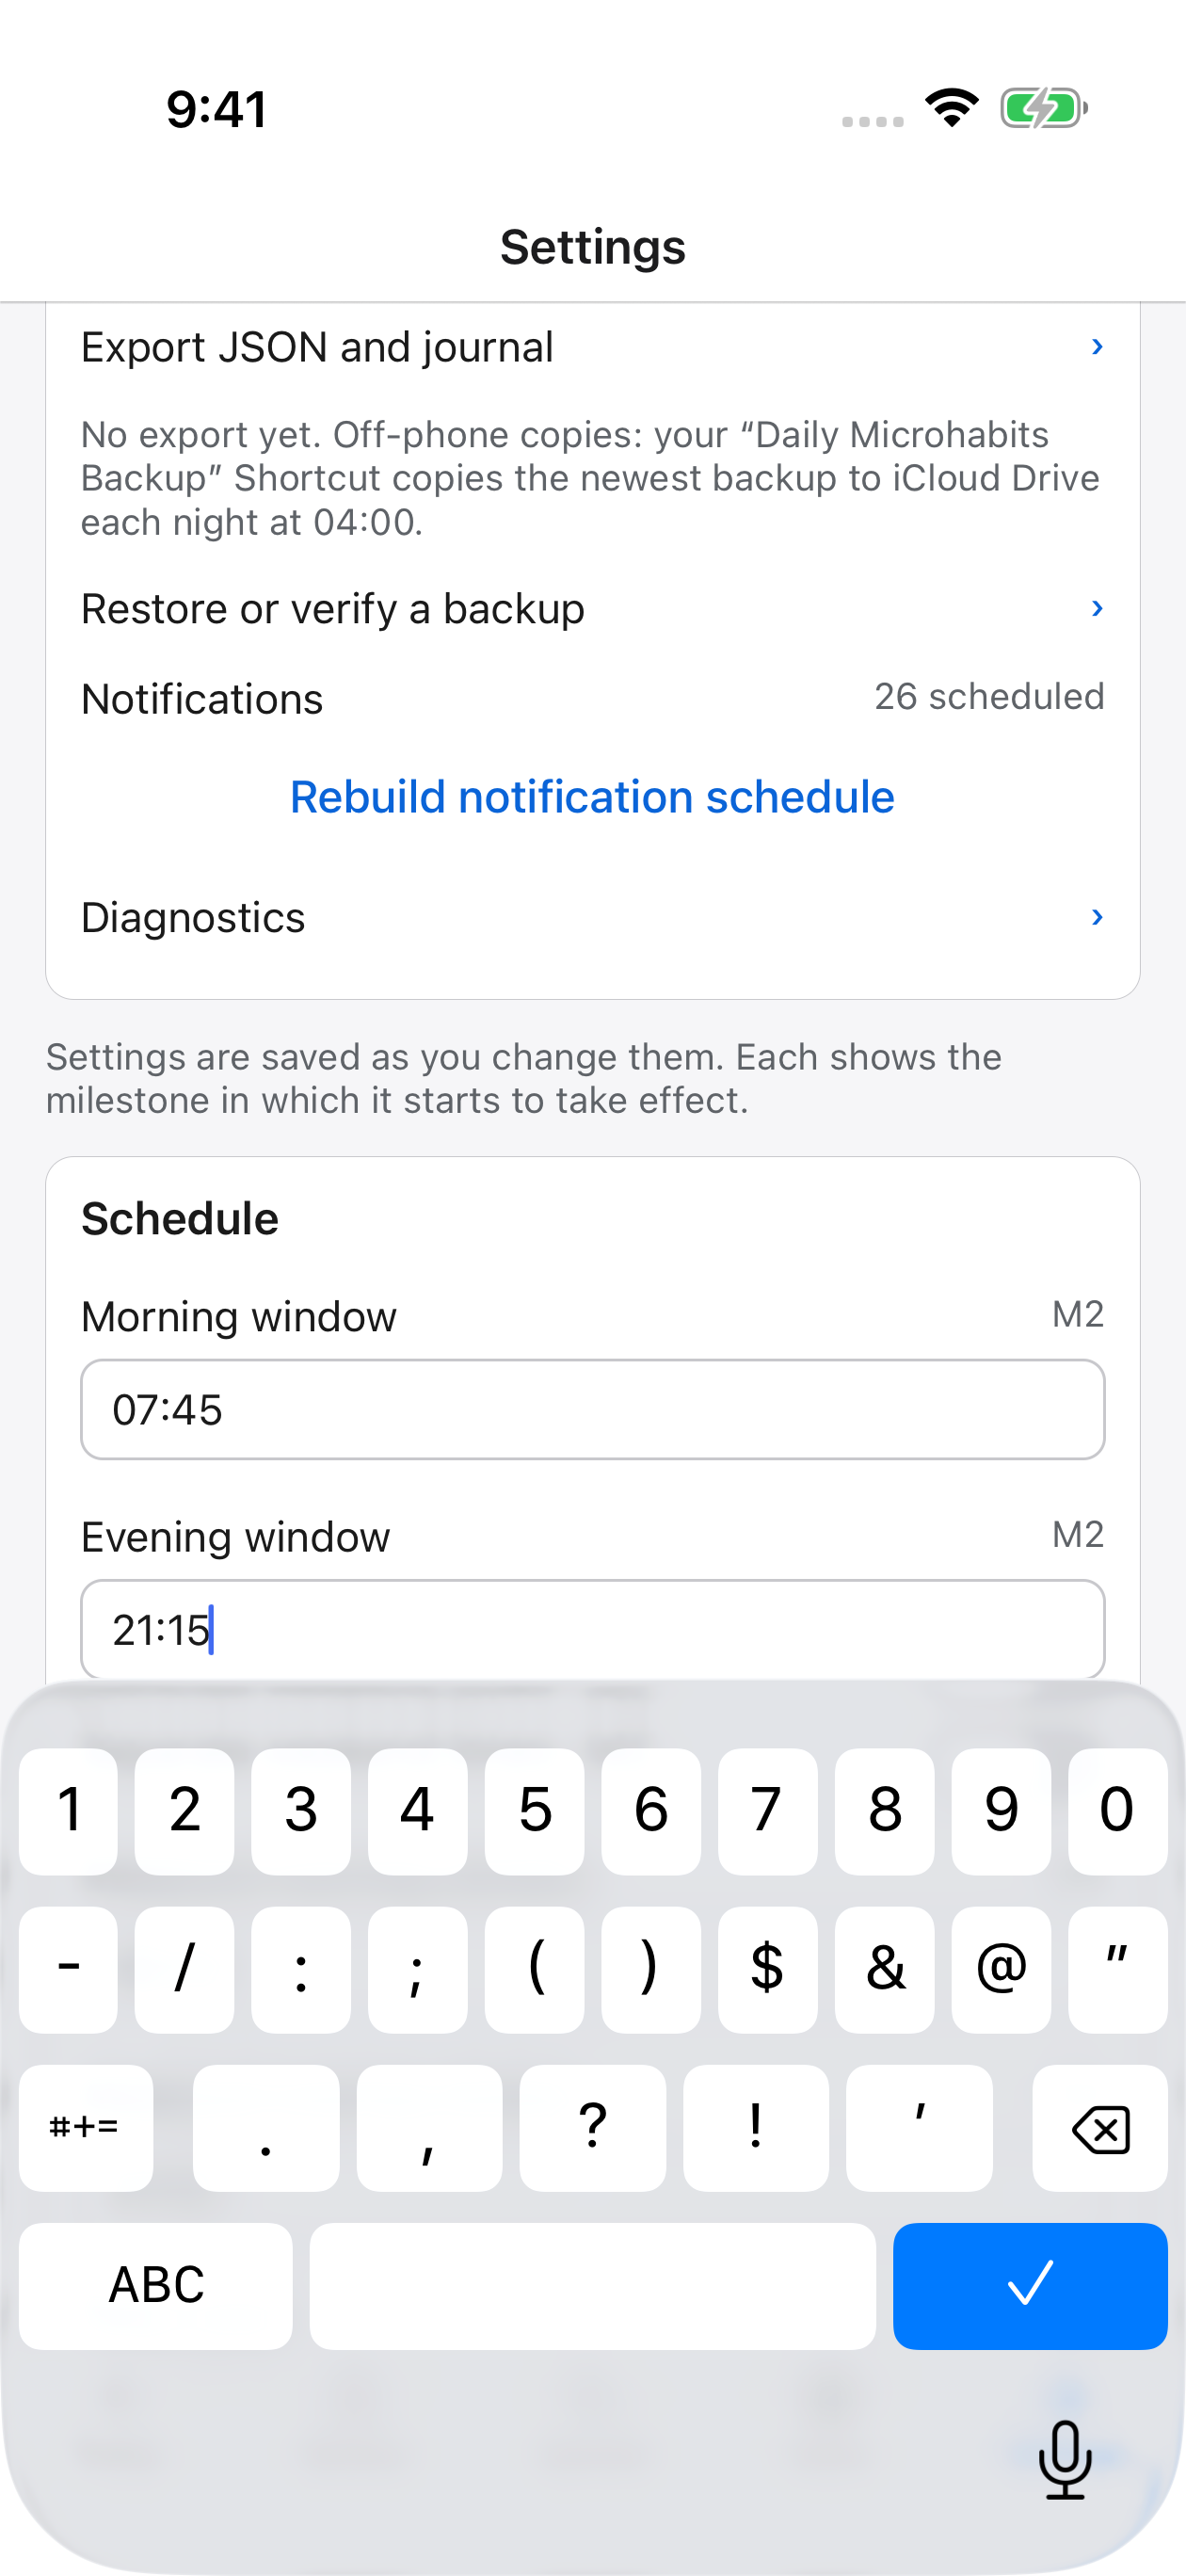 9:41
Settings
Export JSON and journal ›
No export yet. Off-phone copies: your “Daily Microhabits
Backup” Shortcut copies the newest backup to iCloud Drive
each night at 04:00.
Restore or verify a backup ›
Notifications 26 scheduled
Rebuild notification schedule
Diagnostics ›
Settings are saved as you change them. Each shows the
milestone in which it starts to take effect.
Schedule
Morning window M2
07:45
Evening window M2
21:15
1 2 3 4 5 6 7 8 9 0
- / : ; ( ) $ & @ "
#+= . , ? ! '
ABC